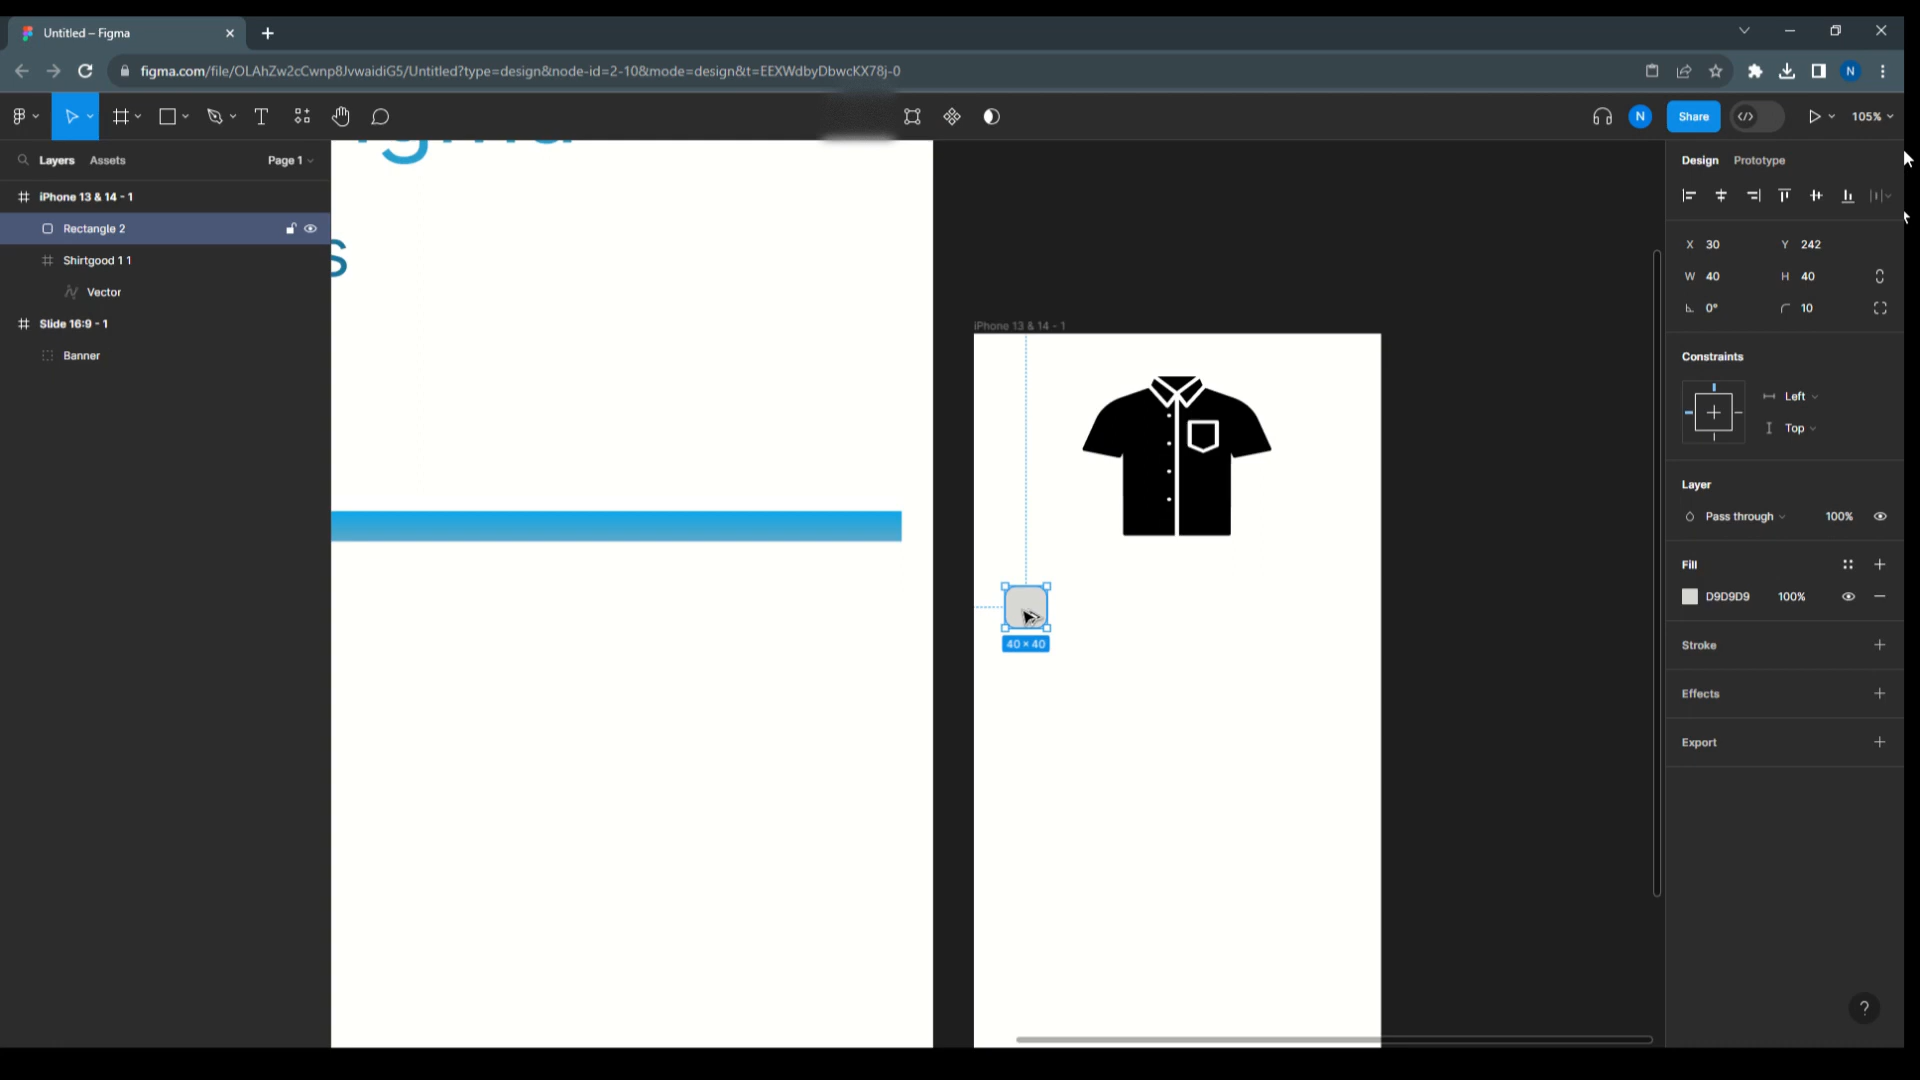 Untitled – Figma
figma.com/file/OLAhZw2cCwnp8JvwaidiG5/Untitled?type=design&node-id=2-10&mode=design&t=EEXWdbyDbwcKX78j-0
N
N
Share
105%
Layers
Assets
Page 1
Design
Prototype
iPhone 13 & 14 - 1
Rectangle 2
Shirtgood 1 1
Vector
Slide 16:9 - 1
Banner
s
iPhone 13 & 14 - 1
40 × 40
X 30
Y 242
W 40
H 40
0°
10
Constraints
Left
Top
Layer
Pass through
100%
Fill
D9D9D9
100%
Stroke
Effects
Export
?